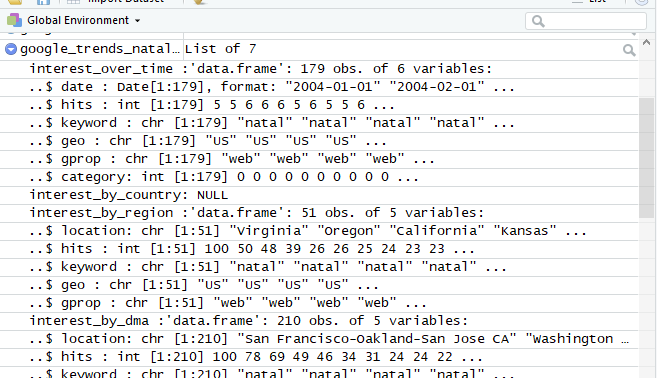 Global Environment
google_trends_natal… List of 7
interest_over_time :'data.frame': 179 obs. of 6 variables:
..$ date : Date[1:179], format: "2004-01-01" "2004-02-01" ...
..$ hits : int [1:179] 5 5 6 6 6 5 6 5 5 6 ...
..$ keyword : chr [1:179] "natal" "natal" "natal" "natal" ...
..$ geo : chr [1:179] "US" "US" "US" "US" ...
..$ gprop : chr [1:179] "web" "web" "web" "web" ...
..$ category: int [1:179] 0 0 0 0 0 0 0 0 0 0 ...
interest_by_country: NULL
interest_by_region :'data.frame': 51 obs. of 5 variables:
..$ location: chr [1:51] "Virginia" "Oregon" "California" "Kansas" ...
..$ hits : int [1:51] 100 50 48 39 26 26 25 24 23 23 ...
..$ keyword : chr [1:51] "natal" "natal" "natal" "natal" ...
..$ geo : chr [1:51] "US" "US" "US" "US" ...
..$ gprop : chr [1:51] "web" "web" "web" "web" ...
interest_by_dma :'data.frame': 210 obs. of 5 variables:
..$ location: chr [1:210] "San Francisco-Oakland-San Jose CA" "Washington …
..$ hits : int [1:210] 100 78 69 49 46 34 31 24 24 22 ...
..$ keyword : chr [1:210] "natal" "natal" "natal" "natal" ...